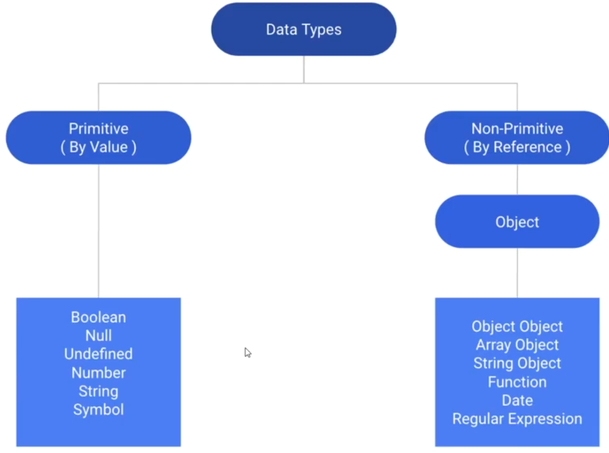 Data Types
Primitive
( By Value )
Non-Primitive
( By Reference )
Object
Boolean
Null
Undefined
Number
String
Symbol
Object Object
Array Object
String Object
Function
Date
Regular Expression